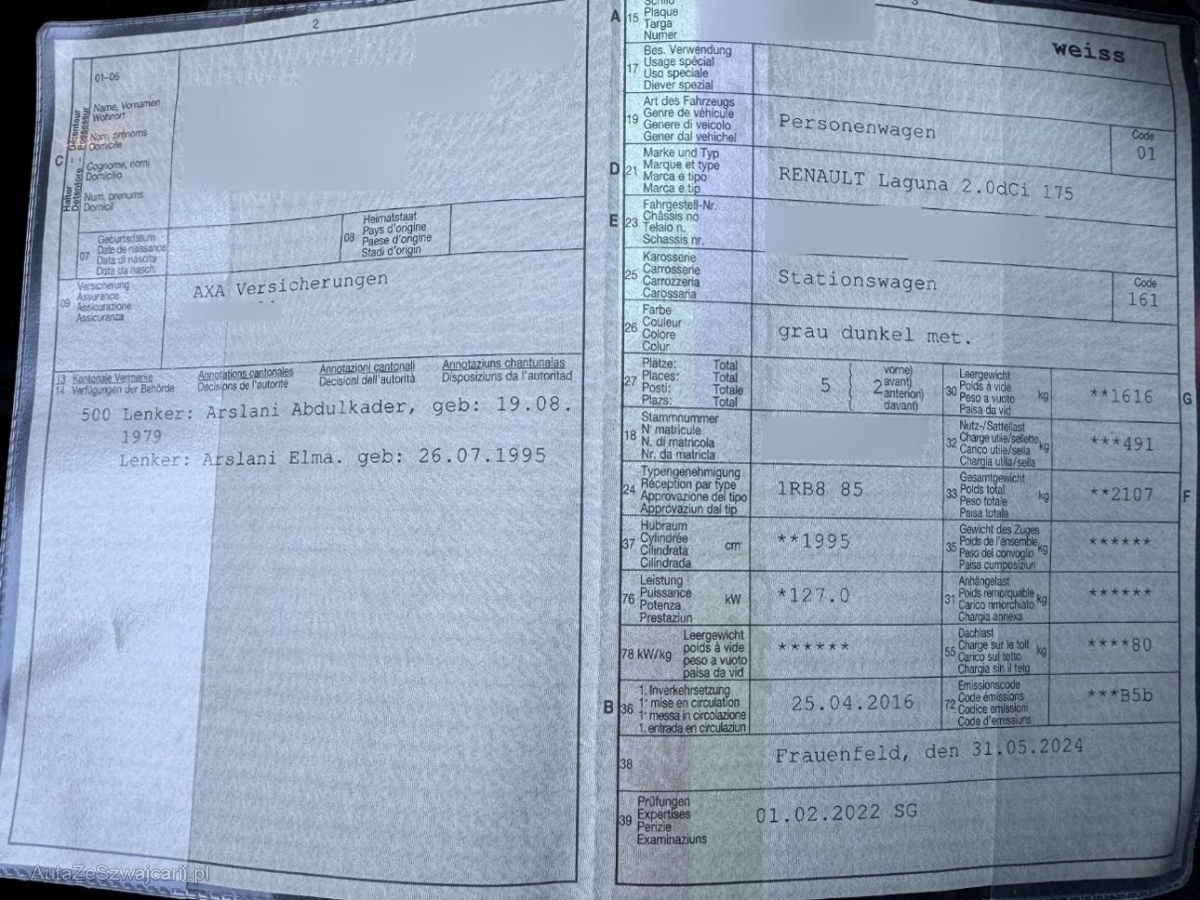 2
01-06
C
Halter
Détenteur
Detentore
Possessur
Name, Vornamen
Wohnort
Nom, prénoms
Domicile
Cognome, nomi
Domicilio
Num, prenums
Domicil
07
Geburtsdatum
Date de naissance
Data di nascita
Data da nasch.
08
Heimatstaat
Pays d'origine
Paese d'origine
Stadi d'origin
09
Versicherung
Assurance
Assicurazione
Assicuranza
AXA Versicherungen
13 Kantonale Vermerke
14 Verfügungen der Behörde
Annotations cantonales
Décisions de l'autorité
Annotazioni cantonali
Decisioni dell'autorità
Annotaziuns chantunalas
Disposiziuns da l'autoritad
500 Lenker: Arslani Abdulkader, geb: 19.08.
1979
Lenker: Arslani Elma. geb: 26.07.1995
3
A
15
Schild
Plaque
Targa
Numer
weiss
17
Bes. Verwendung
Usage spécial
Uso speciale
Diever spezial
19
Art des Fahrzeugs
Genre de véhicule
Genere di veicolo
Gener dal vehichel
Personenwagen
Code
01
D
21
Marke und Typ
Marque et type
Marca e tipo
Marca e tip
RENAULT Laguna 2.0dCi 175
E
23
Fahrgestell-Nr.
Châssis no
Telaio n.
Schassis nr.
25
Karosserie
Carrosserie
Carrozzeria
Carossaria
Stationswagen
Code
161
26
Farbe
Couleur
Colore
Colur
grau dunkel met.
27
Plätze: Total
Places: Total
Posti: Totale
Plazs: Total
5
2
vorne)
avant)
anteriori)
davant)
30
Leergewicht
Poids à vide
Peso a vuoto
Paisa da vid
kg
**1616
G
18
Stammnummer
N° matricule
N. di matricola
Nr. da matricla
32
Nutz-/Sattellast
Charge utile/sellette
Carico utile/sella
Chargia utila/sella
kg
***491
24
Typengenehmigung
Réception par type
Approvazione del tipo
Approvaziun dal tip
1RB8 85
33
Gesamtgewicht
Poids total
Peso totale
Paisa totala
kg
**2107
F
37
Hubraum
Cylindrée
Cilindrata
Cilindrada
cm³
**1995
35
Gewicht des Zuges
Poids de l'ensemble
Peso del convoglio
Paisa cumposiziun
kg
******
76
Leistung
Puissance
Potenza
Prestaziun
kW
*127.0
31
Anhängelast
Poids remorquable
Carico rimorchiato
Chargia annexa
kg
******
78 kW/kg
Leergewicht
poids à vide
peso a vuoto
paisa da vid
******
55
Dachlast
Charge sur le toit
Carico sul tetto
Chargia sin il tetg
kg
****80
B
36
1. Inverkehrsetzung
1re mise en circulation
1a messa in circolazione
1. entrada en circulaziun
25.04.2016
72
Emissionscode
Code émissions
Codice emissioni
Code d'emissiuns
***B5b
38
Frauenfeld, den 31.05.2024
39
Prüfungen
Expertises
Perizie
Examinaziuns
01.02.2022 SG
AutaZeSzwajcarii.pl